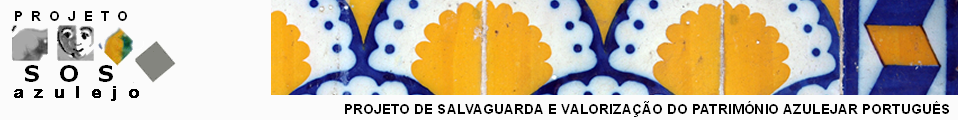 PROJETO
SOS
azulejo
PROJETO DE SALVAGUARDA E VALORIZAÇÃO DO PATRIMÓNIO AZULEJAR PORTUGUÊS